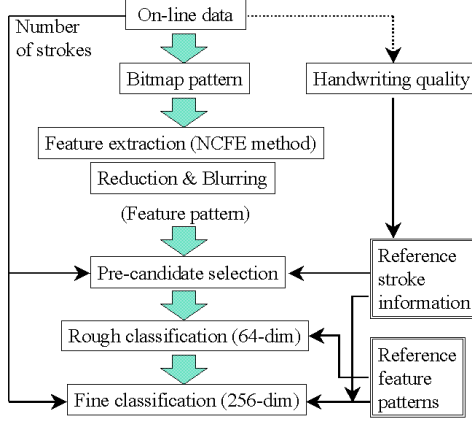 On-line data
Number
of strokes
Bitmap pattern
Handwriting quality
Feature extraction (NCFE method)
Reduction & Blurring
(Feature pattern)
Pre-candidate selection
Reference
stroke
information
Rough classification (64-dim)
Reference
feature
patterns
Fine classification (256-dim)